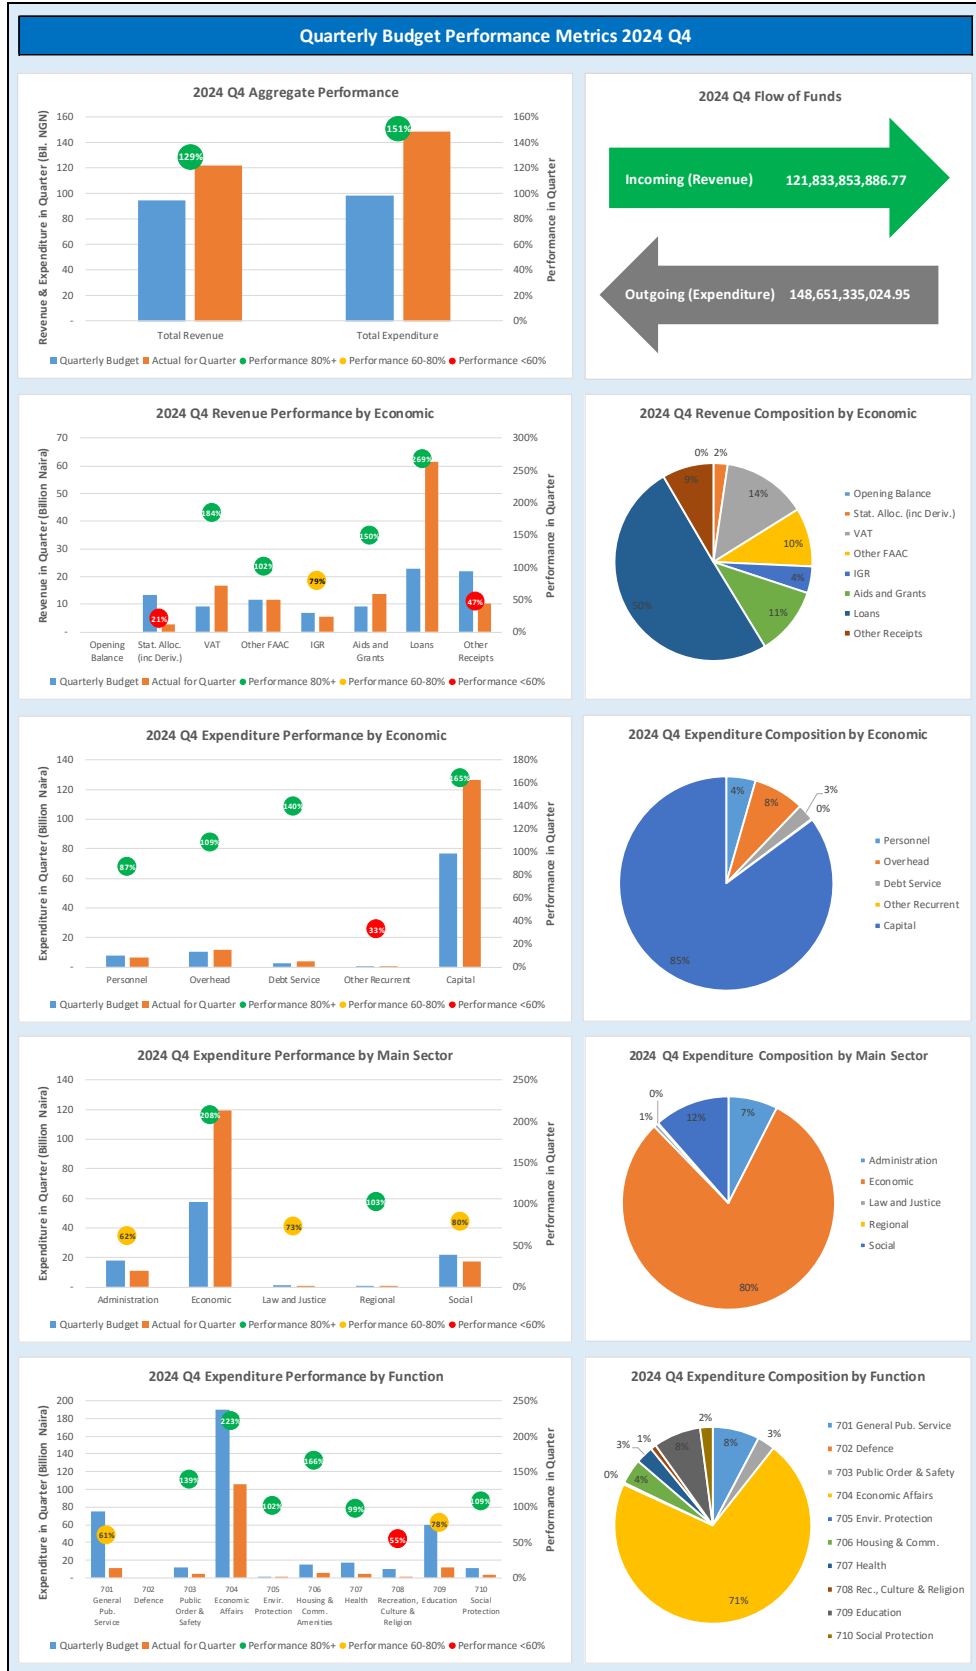 Quarterly Budget Performance Metrics 2024 Q4
2024 Q4 Aggregate Performance
Revenue & Expenditure in Quarter (Bil. NGN)
160
140
120
100
80
60
40
20
-
160%
140%
120%
100%
80%
60%
40%
20%
0%
Performance in Quarter
129%
151%
Total Revenue
Total Expenditure
Quarterly Budget Actual for Quarter Performance 80%+ Performance 60-80% Performance <60%
2024 Q4 Flow of Funds
Incoming (Revenue) 121,833,853,886.77
Outgoing (Expenditure) 148,651,335,024.95
2024 Q4 Revenue Performance by Economic
Revenue in Quarter (Billion Naira)
70
60
50
40
30
20
10
-
300%
250%
200%
150%
100%
50%
0%
Performance in Quarter
21%
184%
102%
79%
150%
269%
47%
Opening Balance
Stat. Alloc. (inc Deriv.)
VAT
Other FAAC
IGR
Aids and Grants
Loans
Other Receipts
Quarterly Budget Actual for Quarter Performance 80%+ Performance 60-80% Performance <60%
2024 Q4 Revenue Composition by Economic
0% 2%
14%
10%
4%
11%
50%
9%
Opening Balance
Stat. Alloc. (inc Deriv.)
VAT
Other FAAC
IGR
Aids and Grants
Loans
Other Receipts
2024 Q4 Expenditure Performance by Economic
Expenditure in Quarter (Billion Naira)
140
120
100
80
60
40
20
-
180%
160%
140%
120%
100%
80%
60%
40%
20%
0%
Performance in Quarter
87%
109%
140%
33%
165%
Personnel
Overhead
Debt Service
Other Recurrent
Capital
Quarterly Budget Actual for Quarter Performance 80%+ Performance 60-80% Performance <60%
2024 Q4 Expenditure Composition by Economic
4%
8%
3%
0%
85%
Personnel
Overhead
Debt Service
Other Recurrent
Capital
2024 Q4 Expenditure Performance by Main Sector
Expenditure in Quarter (Billion Naira)
140
120
100
80
60
40
20
-
250%
200%
150%
100%
50%
0%
Performance in Quarter
62%
208%
73%
103%
80%
Administration
Economic
Law and Justice
Regional
Social
Quarterly Budget Actual for Quarter Performance 80%+ Performance 60-80% Performance <60%
2024 Q4 Expenditure Composition by Main Sector
0%
1%
12%
7%
80%
Administration
Economic
Law and Justice
Regional
Social
2024 Q4 Expenditure Performance by Function
Expenditure in Quarter (Billion Naira)
200
180
160
140
120
100
80
60
40
20
-
250%
200%
150%
100%
50%
0%
Performance in Quarter
61%
139%
223%
102%
166%
99%
55%
78%
109%
701 General Pub. Service
702 Defence
703 Public Order & Safety
704 Economic Affairs
705 Envir. Protection
706 Housing & Comm. Amenities
707 Health
708 Recreation, Culture & Religion
709 Education
710 Social Protection
Quarterly Budget Actual for Quarter Performance 80%+ Performance 60-80% Performance <60%
2024 Q4 Expenditure Composition by Function
2%
8%
3%
71%
0%
4%
3%
1%
8%
701 General Pub. Service
702 Defence
703 Public Order & Safety
704 Economic Affairs
705 Envir. Protection
706 Housing & Comm.
707 Health
708 Rec., Culture & Religion
709 Education
710 Social Protection